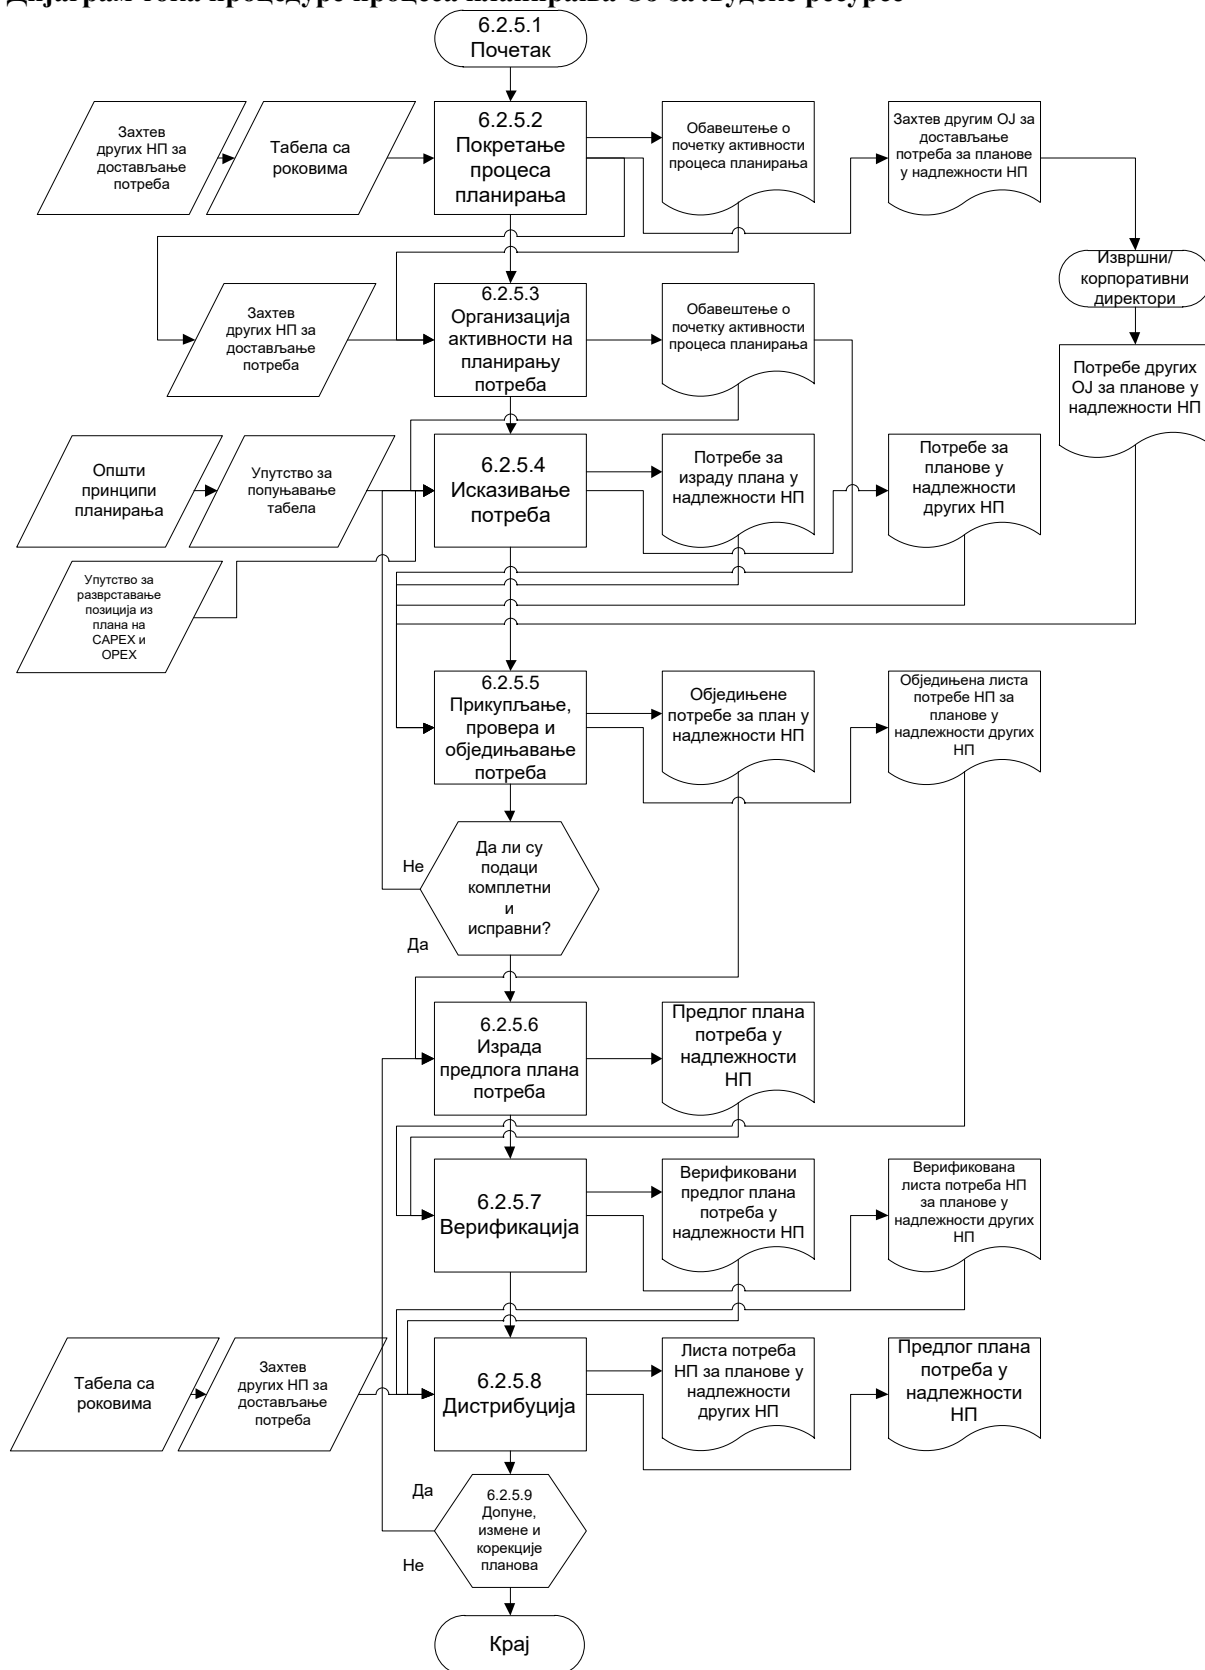 Дијаграм тока процедуре процеса планирања Сб за људске ресурсе
6.2.5.1
Почетак
Захтев
других НП за
достављање
потреба
Табела са
роковима
6.2.5.2
Покретање
процеса
планирања
Обавештење о
почетку активности
процеса планирања
Захтев другим ОЈ за
достављање
потреба за планове
у надлежности НП
Извршни/
корпоративни
директори
Захтев
других НП за
достављање
потреба
6.2.5.3
Организација
активности на
планирању
потреба
Обавештење о
почетку активности
процеса планирања
Потребе других
ОЈ за планове у
надлежности НП
Општи
принципи
планирања
Упутство за
попуњавање
табела
6.2.5.4
Исказивање
потреба
Потребе за
израду плана у
надлежности НП
Потребе за
планове у
надлежности
других НП
Упутство за
разврставање
позиција из
плана на
CAPEX и
OPEX
6.2.5.5
Прикупљање,
провера и
обједињавање
потреба
Обједињене
потребе за план у
надлежности НП
Обједињена листа
потребе НП за
планове у
надлежности других
НП
Не
Да ли су
подаци
комплетни
и
исправни?
Да
6.2.5.6
Израда
предлога плана
потреба
Предлог плана
потреба у
надлежности
НП
6.2.5.7
Верификација
Верификовани
предлог плана
потреба у
надлежности НП
Верификована
листа потреба НП
за планове у
надлежности других
НП
Табела са
роковима
Захтев
других НП за
достављање
потреба
6.2.5.8
Дистрибуција
Листа потреба
НП за планове у
надлежности
других НП
Предлог плана
потреба у
надлежности
НП
Да
6.2.5.9
Допуне,
измене и
корекције
планова
Не
Крај